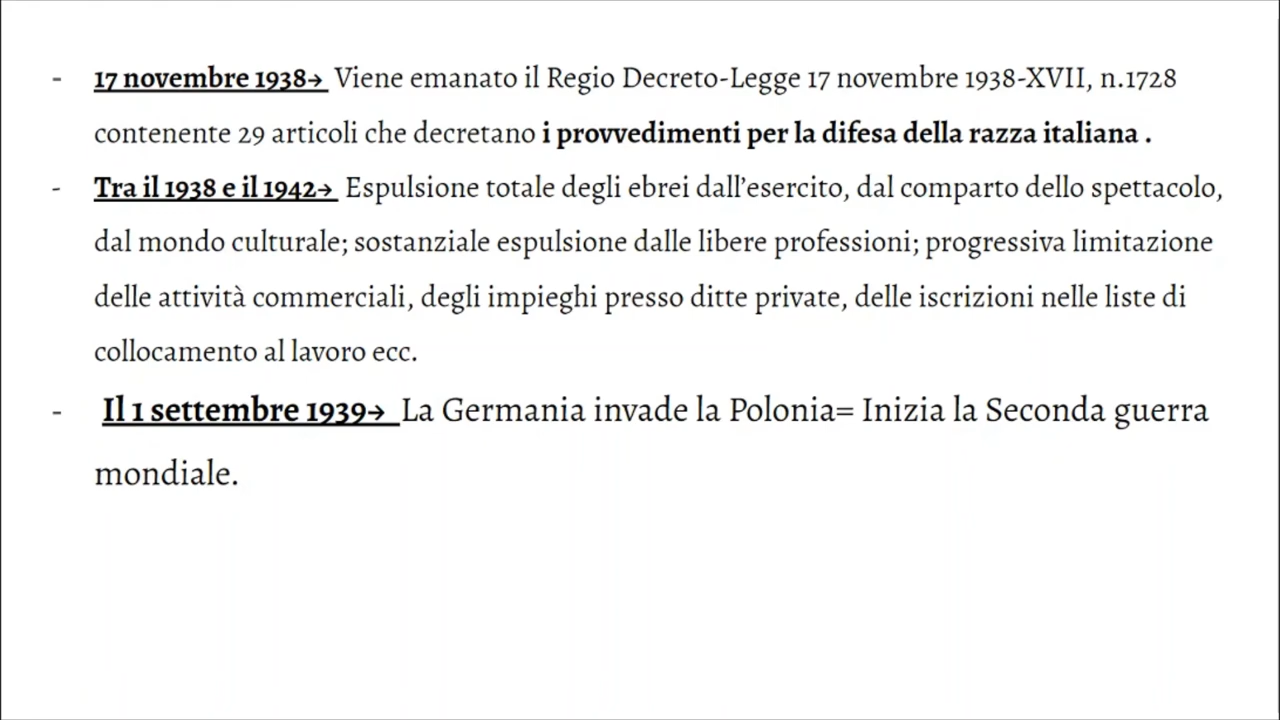 - 17 novembre 1938→ Viene emanato il Regio Decreto-Legge 17 novembre 1938-XVII, n.1728
contenente 29 articoli che decretano i provvedimenti per la difesa della razza italiana .
- Tra il 1938 e il 1942→ Espulsione totale degli ebrei dall’esercito, dal comparto dello spettacolo,
dal mondo culturale; sostanziale espulsione dalle libere professioni; progressiva limitazione
delle attività commerciali, degli impieghi presso ditte private, delle iscrizioni nelle liste di
collocamento al lavoro ecc.
- Il 1 settembre 1939→ La Germania invade la Polonia= Inizia la Seconda guerra
mondiale.